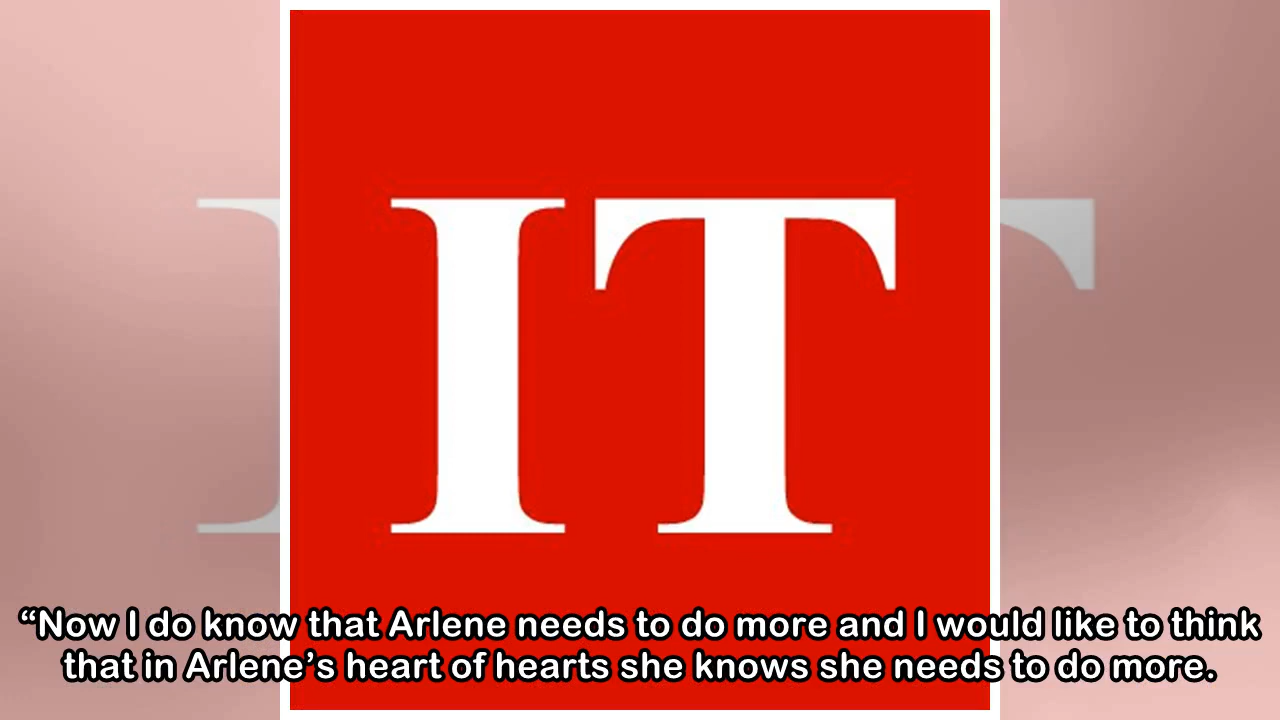 IT
“Now I do know that Arlene needs to do more and I would like to think
that in Arlene’s heart of hearts she knows she needs to do more.